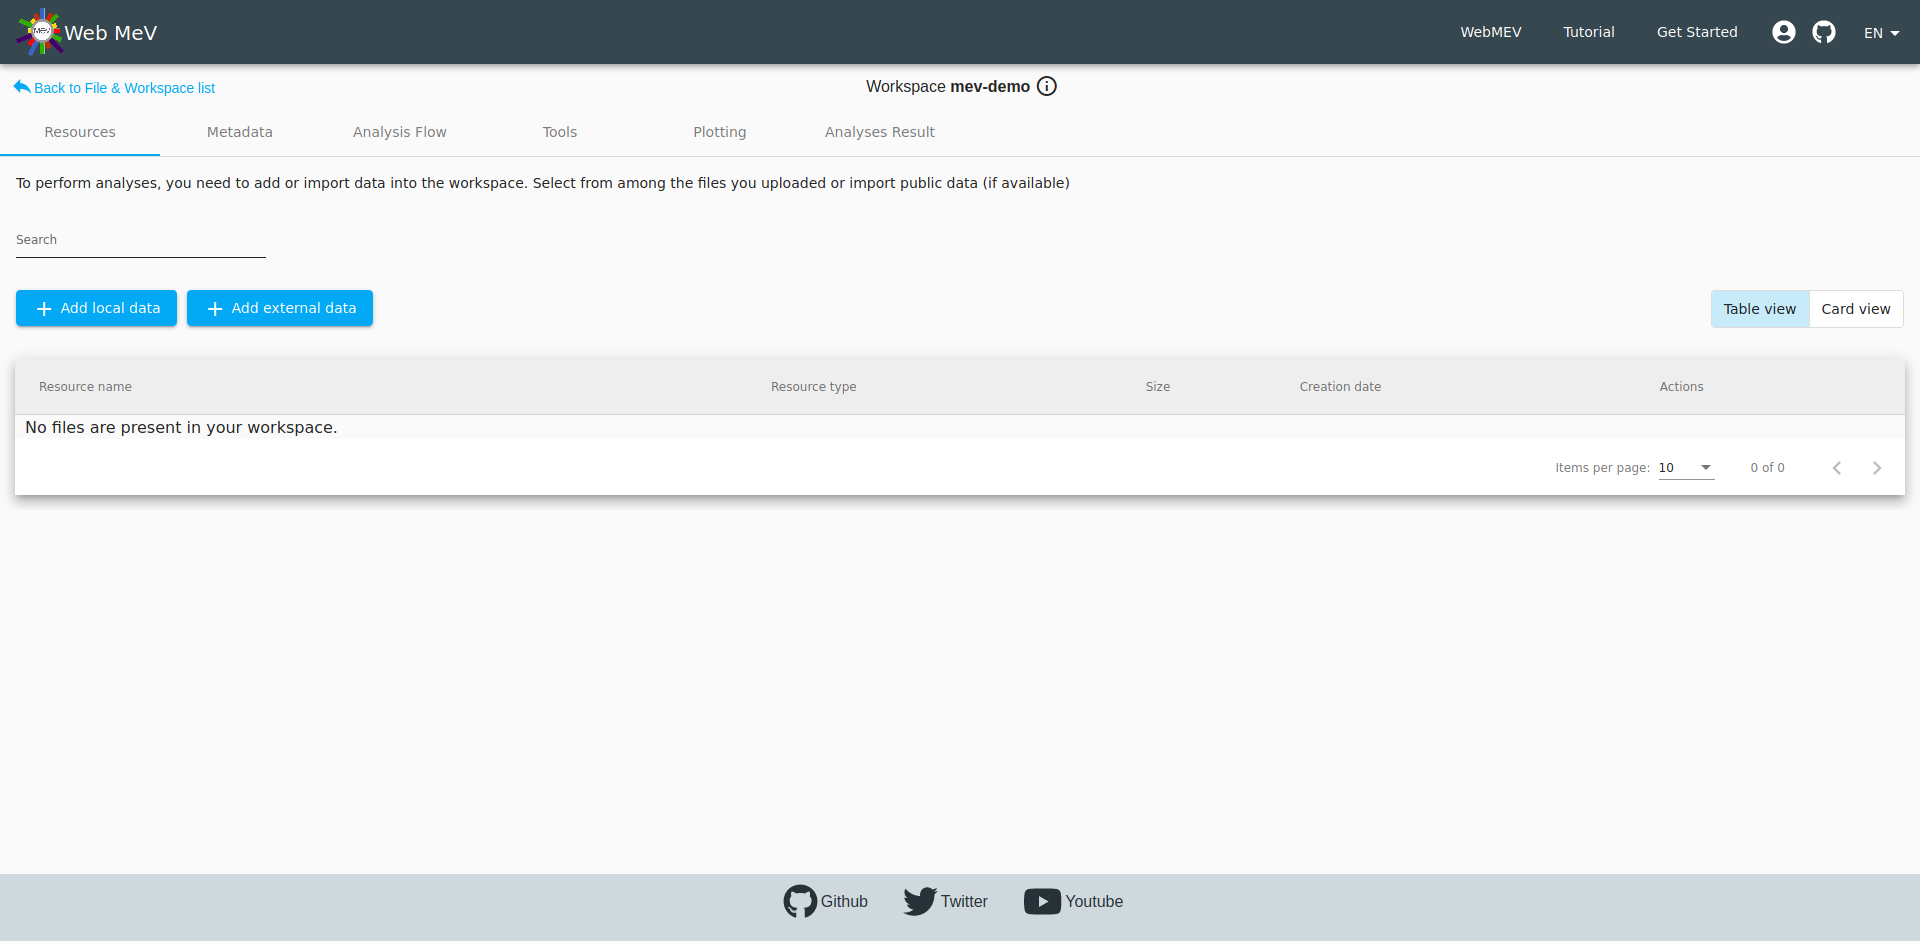 MeV
Web MeV
WebMEV Tutorial Get Started EN
Back to File & Workspace list
Workspace mev-demo
Resources Metadata Analysis Flow Tools Plotting Analyses Result
To perform analyses, you need to add or import data into the workspace. Select from among the files you uploaded or import public data (if available)
Search
Add local data Add external data
Table view Card view
Resource name Resource type Size Creation date Actions
No files are present in your workspace.
Items per page: 10 0 of 0
Github Twitter Youtube